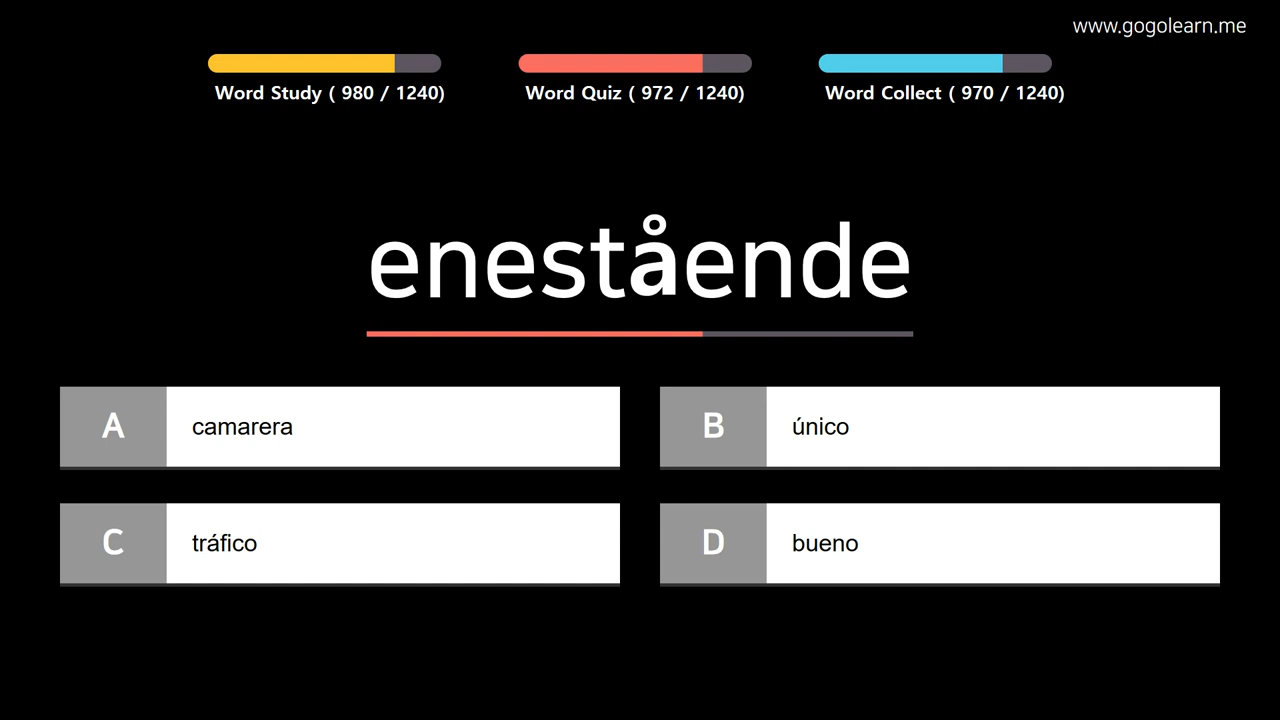 www.gogolearn.me
Word Study ( 980 / 1240)
Word Quiz ( 972 / 1240)
Word Collect ( 970 / 1240)
enestående
A camarera
B único
C tráfico
D bueno